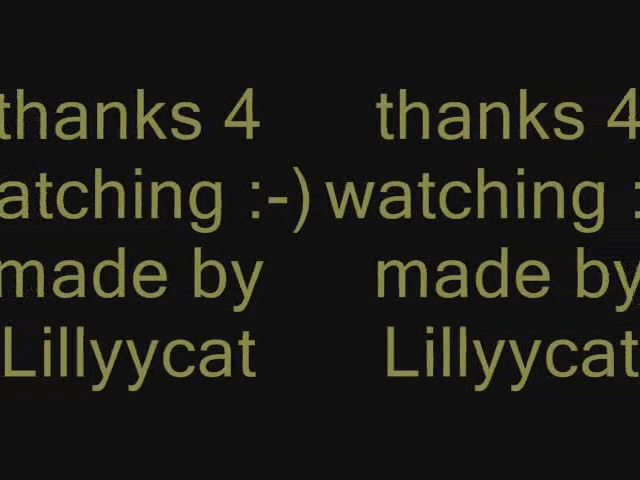 thanks 4 thanks 4
atching :-) watching :
made by made by
Lillyycat Lillyycat